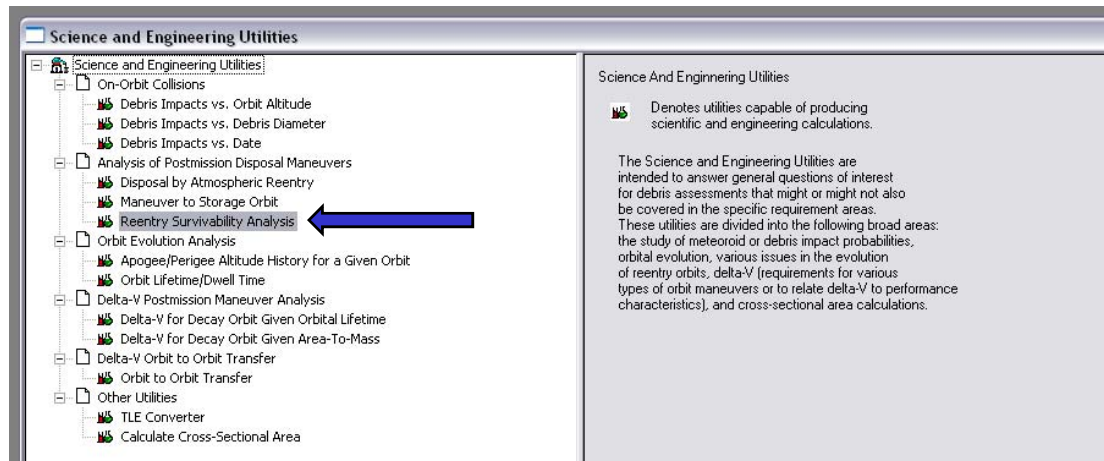 Science and Engineering Utilities
Science and Engineering Utilities
On-Orbit Collisions
Debris Impacts vs. Orbit Altitude
Debris Impacts vs. Debris Diameter
Debris Impacts vs. Date
Analysis of Postmission Disposal Maneuvers
Disposal by Atmospheric Reentry
Maneuver to Storage Orbit
Reentry Survivability Analysis
Orbit Evolution Analysis
Apogee/Perigee Altitude History for a Given Orbit
Orbit Lifetime/Dwell Time
Delta-V Postmission Maneuver Analysis
Delta-V for Decay Orbit Given Orbital Lifetime
Delta-V for Decay Orbit Given Area-To-Mass
Delta-V Orbit to Orbit Transfer
Orbit to Orbit Transfer
Other Utilities
TLE Converter
Calculate Cross-Sectional Area
Science And Enginnering Utilities
Denotes utilities capable of producing
scientific and engineering calculations.
The Science and Engineering Utilities are
intended to answer general questions of interest
for debris assessments that might or might not also
be covered in the specific requirement areas.
These utilities are divided into the following broad areas:
the study of meteoroid or debris impact probabilities,
orbital evolution, various issues in the evolution
of reentry orbits, delta-V (requirements for various
types of orbit maneuvers or to relate delta-V to performance
characteristics), and cross-sectional area calculations.